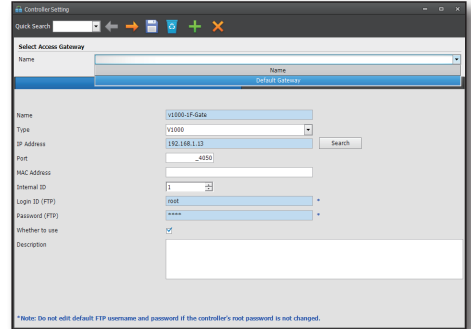 Controller Setting
Quick Search
Select Access Gateway
Name
Name
Default Gateway
Name v1000-1F-Gate
Type V1000
IP Address 192.168.1.13 Search
Port _4050
MAC Address
Internal ID 1
Login ID (FTP) root *
Password (FTP) **** *
Whether to use
Description
*Note: Do not edit default FTP username and password if the controller's root password is not changed.